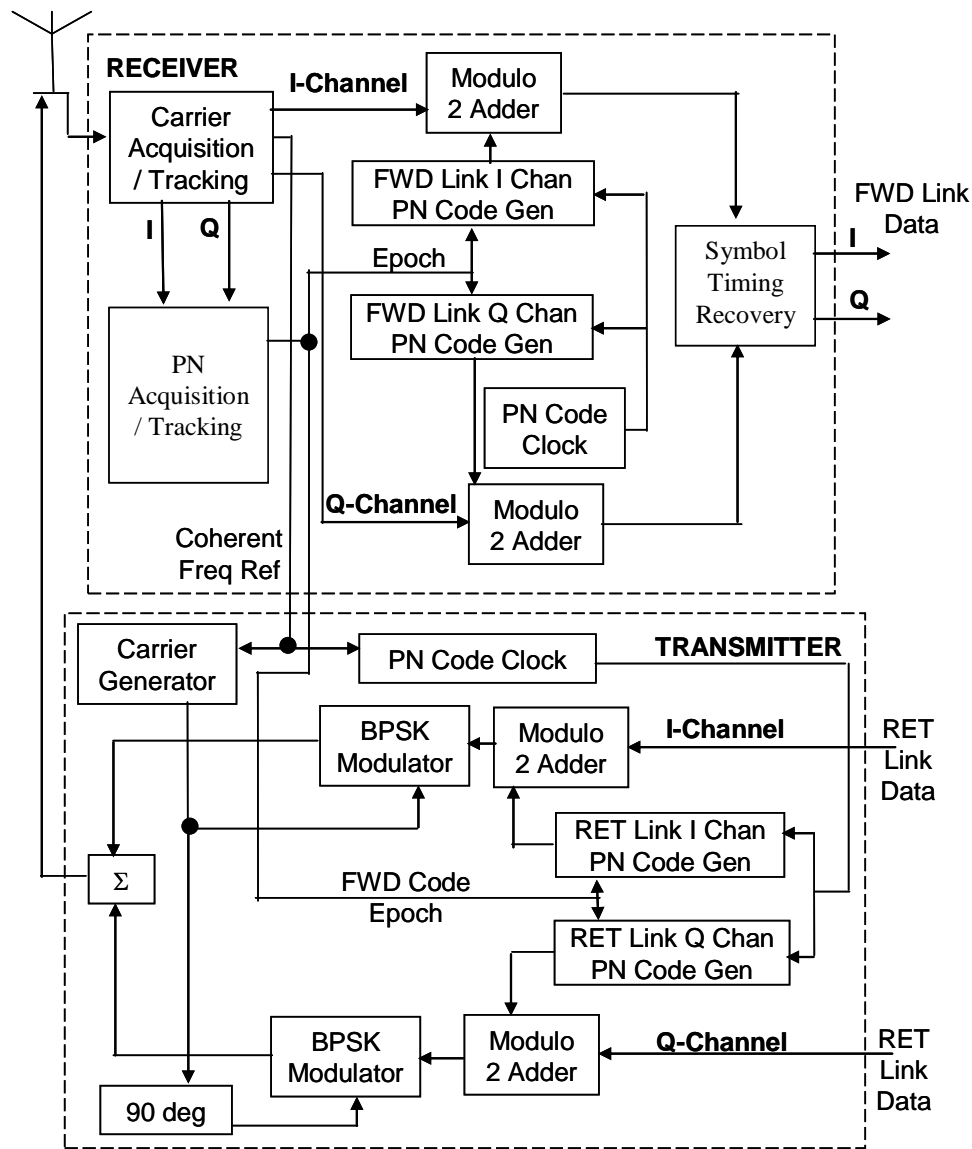 RECEIVER
Carrier
Acquisition
/ Tracking
I-Channel
Modulo
2 Adder
FWD Link I Chan
PN Code Gen
I
Q
Epoch
FWD Link Q Chan
PN Code Gen
PN
Acquisition
/ Tracking
PN Code
Clock
Symbol
Timing
Recovery
FWD Link
Data
I
Q
Q-Channel
Modulo
2 Adder
Coherent
Freq Ref
Carrier
Generator
PN Code Clock
TRANSMITTER
BPSK
Modulator
Modulo
2 Adder
I-Channel
RET
Link
Data
RET Link I Chan
PN Code Gen
Σ
FWD Code
Epoch
RET Link Q Chan
PN Code Gen
BPSK
Modulator
Modulo
2 Adder
Q-Channel
RET
Link
Data
90 deg